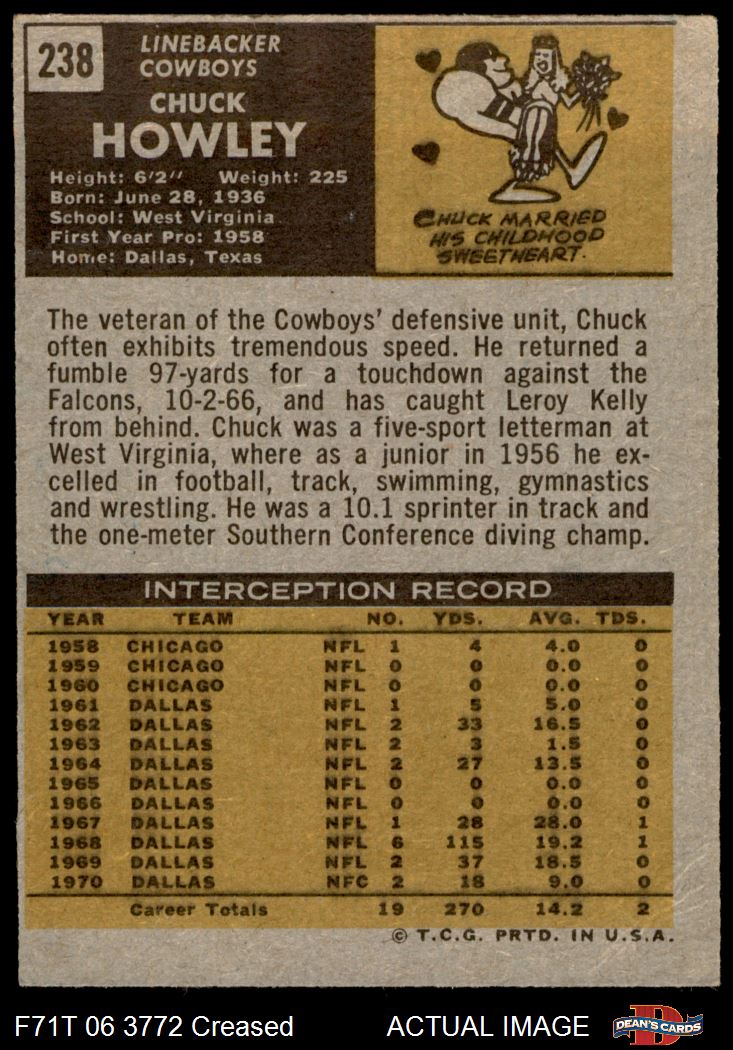 238
LINEBACKER
COWBOYS
CHUCK
HOWLEY
Height: 6'2" Weight: 225
Born: June 28, 1936
School: West Virginia
First Year Pro: 1958
Home: Dallas, Texas
CHUCK MARRIED
HIS CHILDHOOD
SWEETHEART.
The veteran of the Cowboys' defensive unit, Chuck
often exhibits tremendous speed. He returned a
fumble 97-yards for a touchdown against the
Falcons, 10-2-66, and has caught Leroy Kelly
from behind. Chuck was a five-sport letterman at
West Virginia, where as a junior in 1956 he ex-
celled in football, track, swimming, gymnastics
and wrestling. He was a 10.1 sprinter in track and
the one-meter Southern Conference diving champ.
INTERCEPTION RECORD
YEAR TEAM NO. YDS. AVG. TDS.
1958 CHICAGO NFL 1 4 4.0 0
1959 CHICAGO NFL 0 0 0.0 0
1960 CHICAGO NFL 0 0 0.0 0
1961 DALLAS NFL 1 5 5.0 0
1962 DALLAS NFL 2 33 16.5 0
1963 DALLAS NFL 2 3 1.5 0
1964 DALLAS NFL 2 27 13.5 0
1965 DALLAS NFL 0 0 0.0 0
1966 DALLAS NFL 0 0 0.0 0
1967 DALLAS NFL 1 28 28.0 1
1968 DALLAS NFL 6 115 19.2 1
1969 DALLAS NFL 2 37 18.5 0
1970 DALLAS NFC 2 18 9.0 0
Career Totals 19 270 14.2 2
© T.C.G. PRTD. IN U.S.A.
F71T 06 3772 Creased ACTUAL IMAGE
D
DEAN'S CARDS